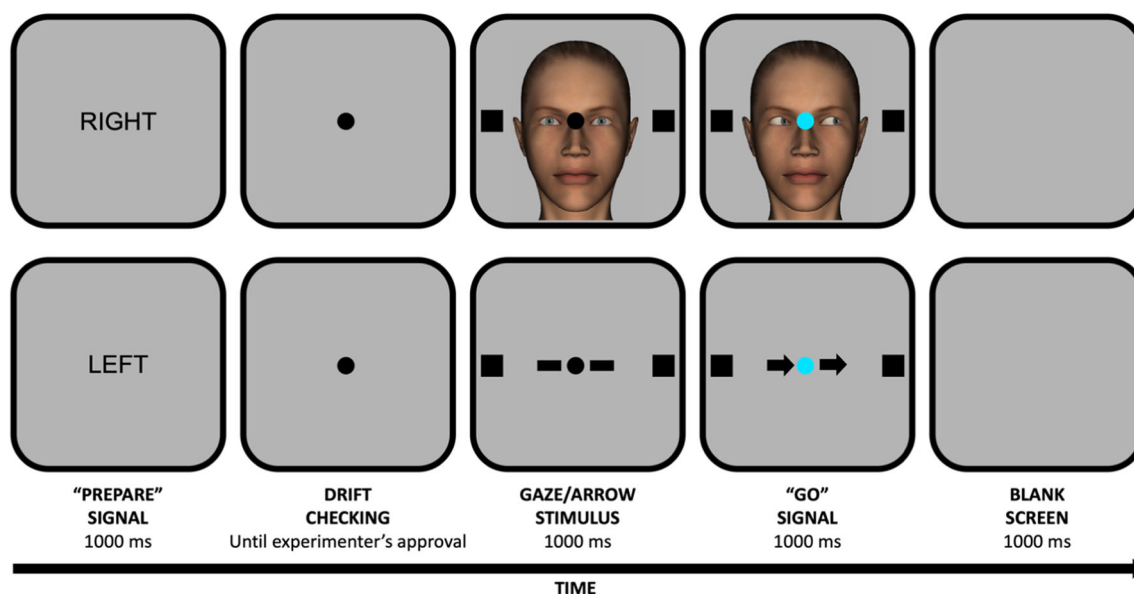 RIGHT
LEFT
“PREPARE”
SIGNAL
1000 ms
DRIFT
CHECKING
Until experimenter’s approval
GAZE/ARROW
STIMULUS
1000 ms
“GO”
SIGNAL
1000 ms
BLANK
SCREEN
1000 ms
TIME